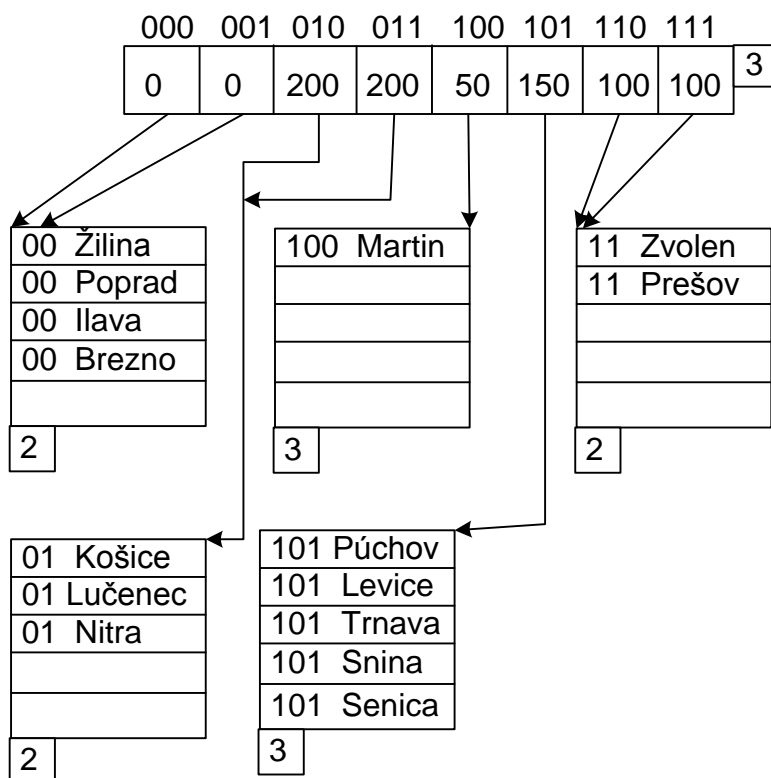 000 001 010 011 100 101 110 111
0 0 200 200 50 150 100 100 3
00 Žilina
00 Poprad
00 Ilava
00 Brezno
2
100 Martin
3
11 Zvolen
11 Prešov
2
01 Košice
01 Lučenec
01 Nitra
2
101 Púchov
101 Levice
101 Trnava
101 Snina
101 Senica
3